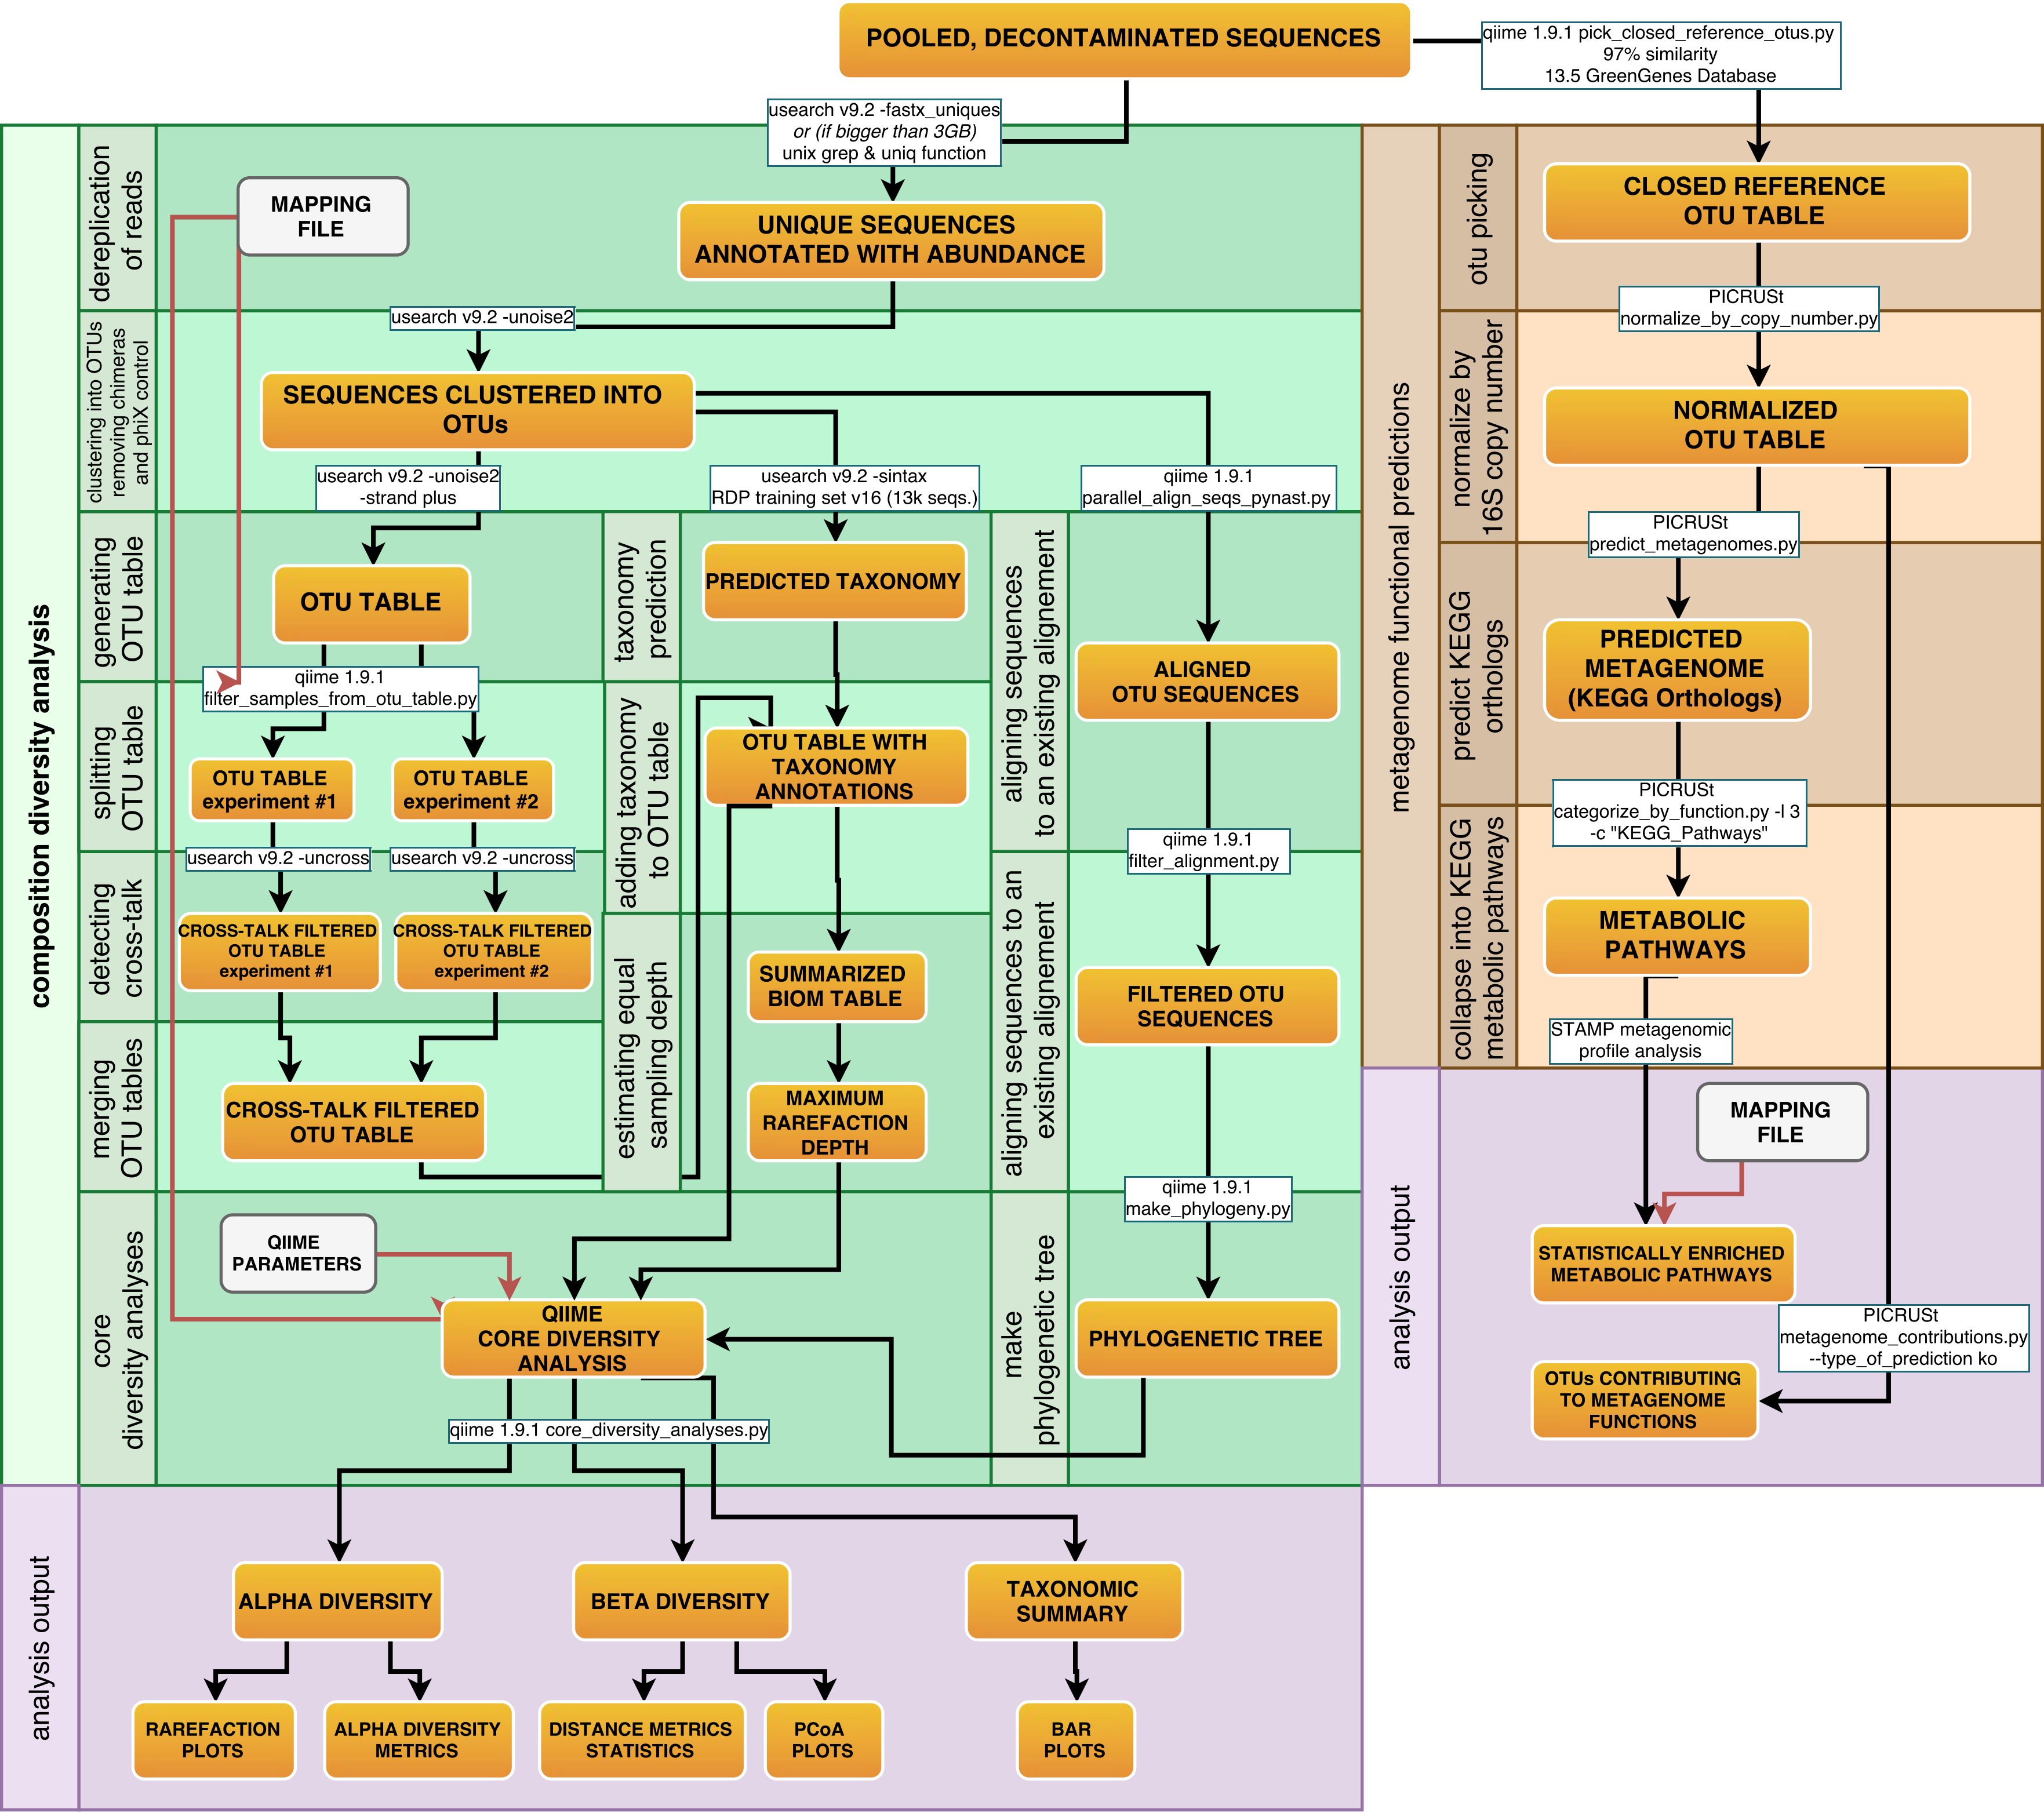 POOLED, DECONTAMINATED SEQUENCES
qiime 1.9.1 pick_closed_reference_otus.py
97% similarity
13.5 GreenGenes Database
usearch v9.2 -fastx_uniques
or (if bigger than 3GB)
unix grep & uniq function
composition diversity analysis
dereplication
of reads
MAPPING
FILE
UNIQUE SEQUENCES
ANNOTATED WITH ABUNDANCE
clustering into OTUs
removing chimeras
and phiX control
usearch v9.2 -unoise2
SEQUENCES CLUSTERED INTO
OTUs
usearch v9.2 -unoise2
-strand plus
usearch v9.2 -sintax
RDP training set v16 (13k seqs.)
qiime 1.9.1
parallel_align_seqs_pynast.py
generating
OTU table
OTU TABLE
taxonomy
prediction
PREDICTED TAXONOMY
aligning sequences
to an existing alignement
ALIGNED
OTU SEQUENCES
qiime 1.9.1
filter_samples_from_otu_table.py
splitting
OTU table
OTU TABLE
experiment #1
OTU TABLE
experiment #2
adding taxonomy
to OTU table
OTU TABLE WITH
TAXONOMY
ANNOTATIONS
usearch v9.2 -uncross
usearch v9.2 -uncross
qiime 1.9.1
filter_alignment.py
detecting
cross-talk
CROSS-TALK FILTERED
OTU TABLE
experiment #1
CROSS-TALK FILTERED
OTU TABLE
experiment #2
estimating equal
sampling depth
SUMMARIZED
BIOM TABLE
aligning sequences to an
existing alignement
FILTERED OTU
SEQUENCES
merging
OTU TABLES
CROSS-TALK FILTERED
OTU TABLE
MAXIMUM
RAREFACTION
DEPTH
qiime 1.9.1
make_phylogeny.py
core
diversity analyses
QIIME
PARAMETERS
QIIME
CORE DIVERSITY
ANALYSIS
make
phylogenetic tree
PHYLOGENETIC TREE
qiime 1.9.1 core_diversity_analyses.py
analysis output
ALPHA DIVERSITY
BETA DIVERSITY
TAXONOMIC
SUMMARY
RAREFACTION
PLOTS
ALPHA DIVERSITY
METRICS
DISTANCE METRICS
STATISTICS
PCoA
PLOTS
BAR
PLOTS
metagenome functional predictions
otu picking
CLOSED REFERENCE
OTU TABLE
PICRUSt
normalize_by_copy_number.py
normalize by
16S copy number
NORMALIZED
OTU TABLE
PICRUSt
predict_metagenomes.py
predict KEGG
orthologs
PREDICTED
METAGENOME
(KEGG Orthologs)
PICRUSt
categorize_by_function.py -l 3
-c "KEGG_Pathways"
collapse into KEGG
metabolic pathways
METABOLIC
PATHWAYS
STAMP metagenomic
profile analysis
analysis output
MAPPING
FILE
STATISTICALLY ENRICHED
METABOLIC PATHWAYS
PICRUSt
metagenome_contributions.py
--type_of_prediction ko
OTUs CONTRIBUTING
TO METAGENOME
FUNCTIONS